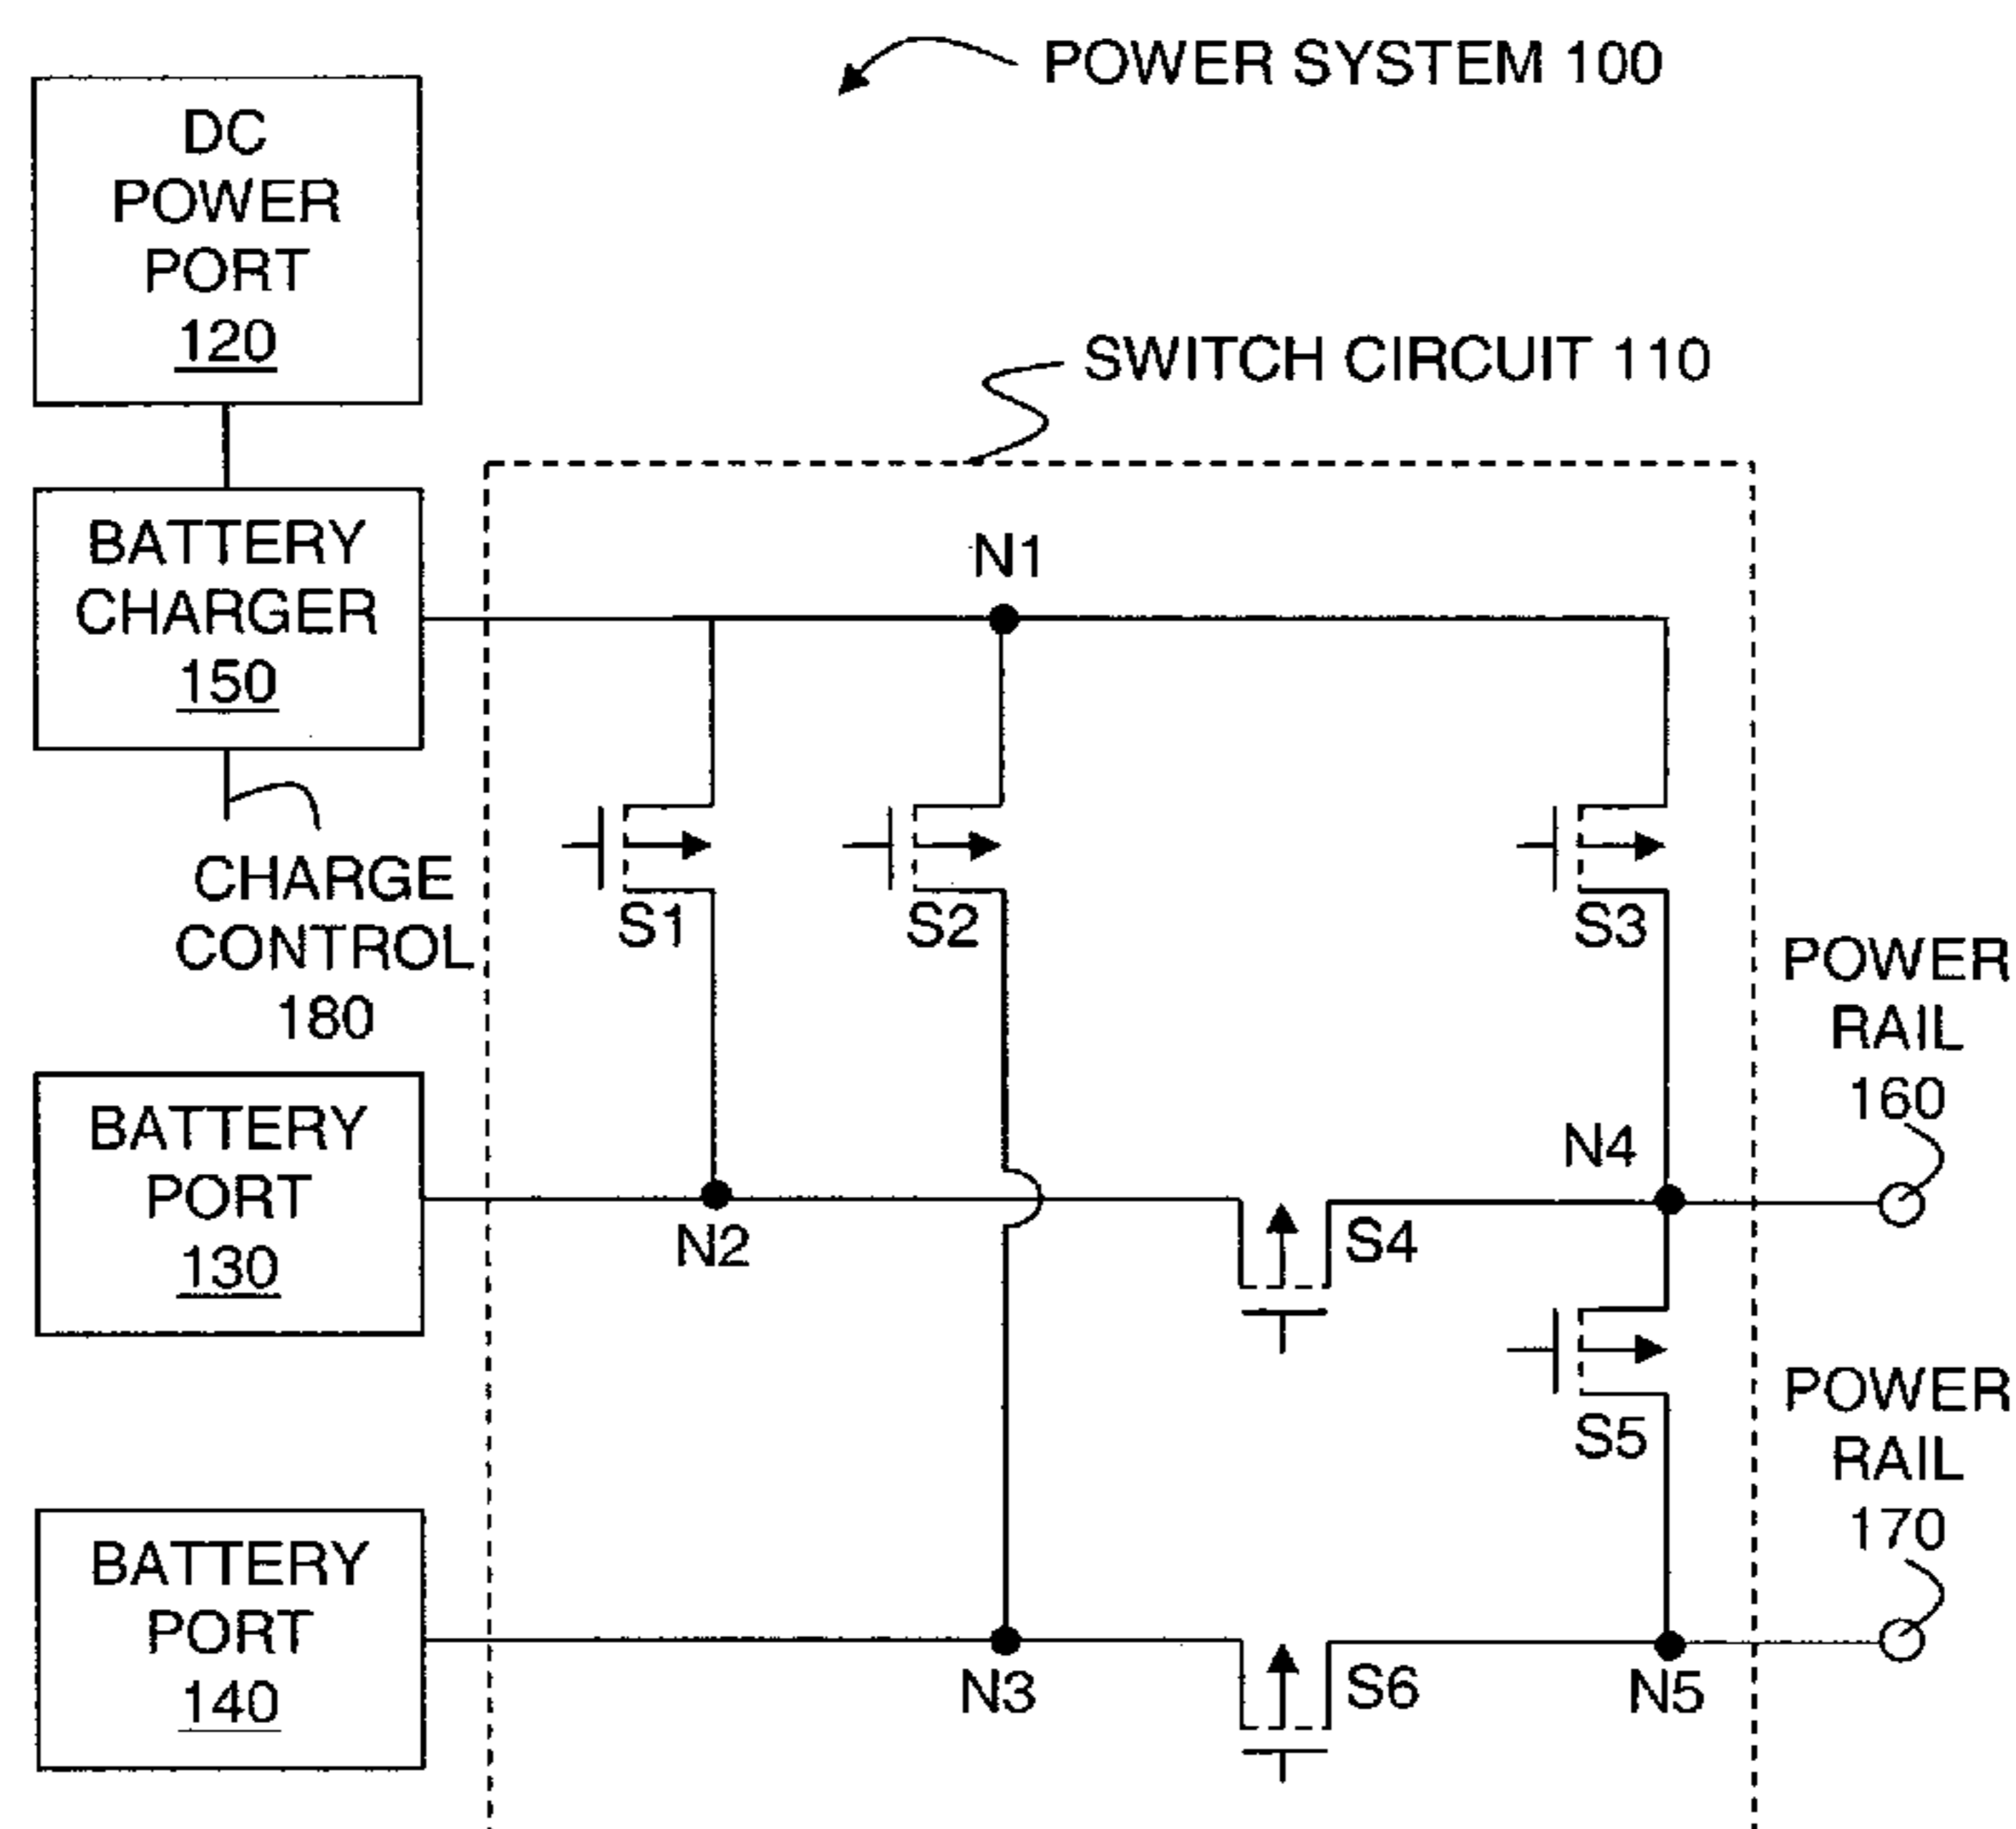 POWER SYSTEM 100
DC
POWER
PORT
120
SWITCH CIRCUIT 110
BATTERY
CHARGER
150
N1
S1
S2
S3
CHARGE
CONTROL
180
POWER
RAIL
160
BATTERY
PORT
130
N2
N4
S4
S5
POWER
RAIL
170
BATTERY
PORT
140
N3
S6
N5